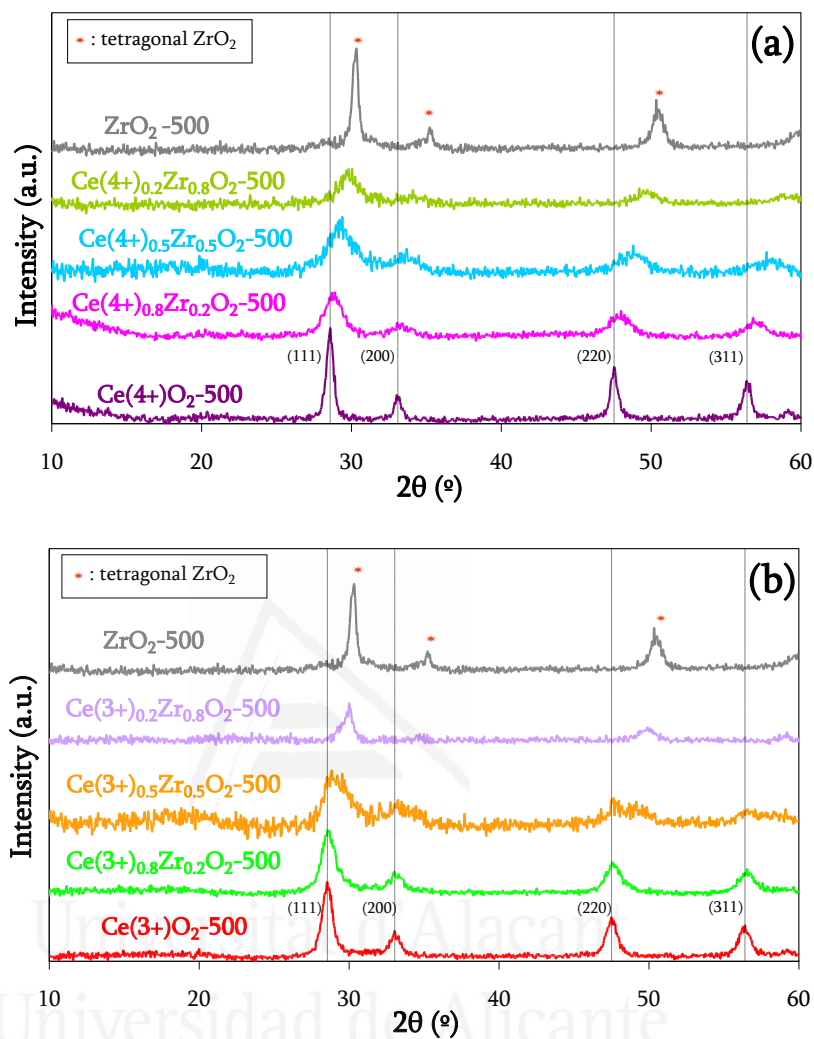 * : tetragonal ZrO₂
(a)
ZrO₂ -500
Ce(4+)₀.₂Zr₀.₈O₂-500
Ce(4+)₀.₅Zr₀.₅O₂-500
Ce(4+)₀.₈Zr₀.₂O₂-500
(111) (200) (220) (311)
Ce(4+)O₂-500
Intensity (a.u.)
10 20 30 40 50 60
2θ (º)
* : tetragonal ZrO₂
(b)
ZrO₂-500
Ce(3+)₀.₂Zr₀.₈O₂-500
Ce(3+)₀.₅Zr₀.₅O₂-500
Ce(3+)₀.₈Zr₀.₂O₂-500
(111) (200) (220) (311)
Ce(3+)O₂-500
Intensity (a.u.)
10 20 30 40 50 60
2θ (º)
Universitat d'Alacant
Universidad de Alicante